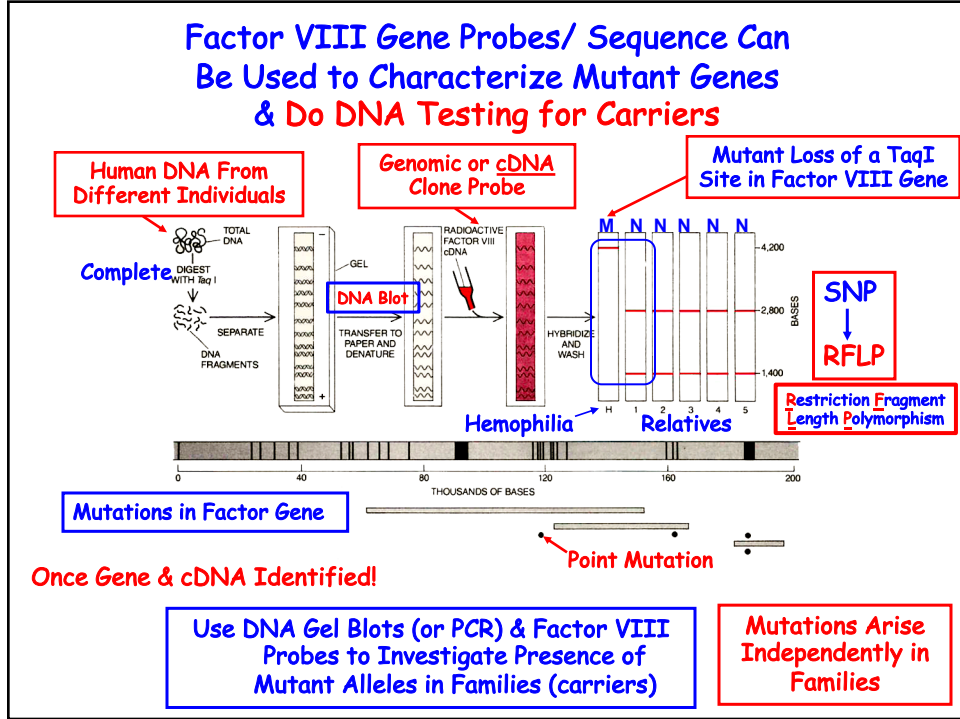 Factor VIII Gene Probes/ Sequence Can
Be Used to Characterize Mutant Genes
& Do DNA Testing for Carriers
Human DNA From
Different Individuals
Genomic or cDNA
Clone Probe
Mutant Loss of a TaqI
Site in Factor VIII Gene
TOTAL
DNA
Complete
DIGEST
WITH Taq I
DNA
FRAGMENTS
SEPARATE
−
+
GEL
DNA Blot
TRANSFER TO
PAPER AND
DENATURE
RADIOACTIVE
FACTOR VIII
cDNA
HYBRIDIZE
AND
WASH
M N N N N N
4,200
2,800
1,400
BASES
H 1 2 3 4 5
Hemophilia
Relatives
SNP
RFLP
Restriction Fragment
Length Polymorphism
0 40 80 120 160 200
THOUSANDS OF BASES
Mutations in Factor Gene
Point Mutation
Once Gene & cDNA Identified!
Use DNA Gel Blots (or PCR) & Factor VIII
Probes to Investigate Presence of
Mutant Alleles in Families (carriers)
Mutations Arise
Independently in
Families